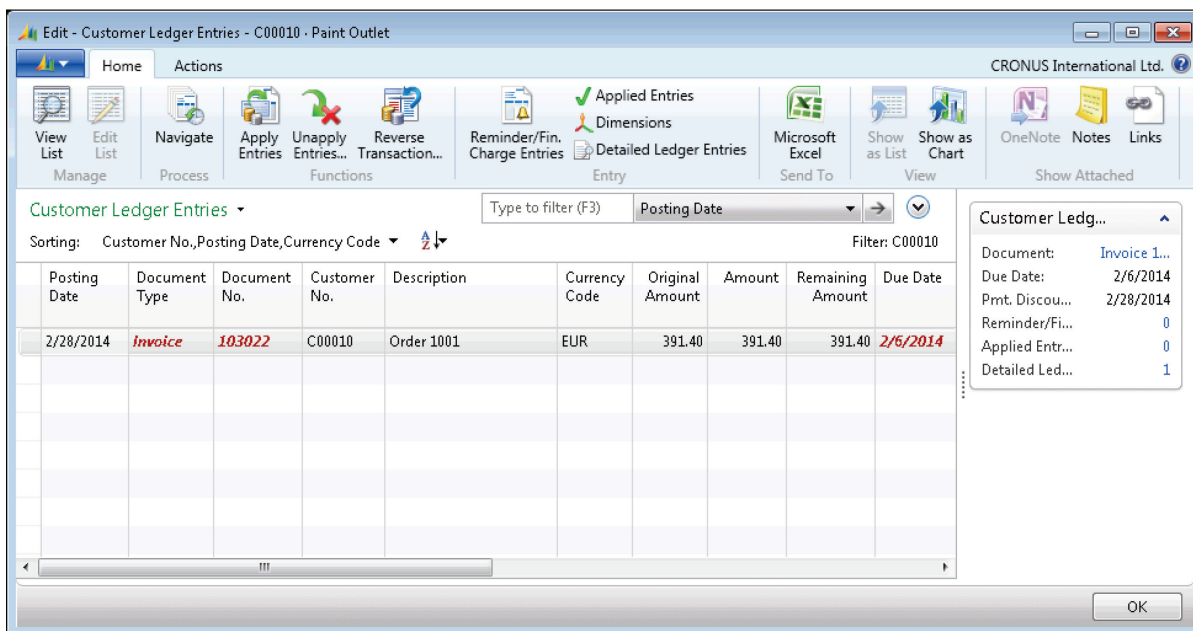 Edit - Customer Ledger Entries - C00010 · Paint Outlet
Home Actions CRONUS International Ltd.
View List
Edit List
Navigate
Apply Entries
Unapply Entries...
Reverse Transaction...
Reminder/Fin. Charge Entries
Applied Entries
Dimensions
Detailed Ledger Entries
Microsoft Excel
Show as List
Show as Chart
OneNote
Notes
Links
Manage Process Functions Entry Send To View Show Attached
Customer Ledger Entries
Type to filter (F3) Posting Date
Sorting: Customer No.,Posting Date,Currency Code
Filter: C00010
Posting Date Document Type Document No. Customer No. Description Currency Code Original Amount Amount Remaining Amount Due Date
2/28/2014 Invoice 103022 C00010 Order 1001 EUR 391.40 391.40 391.40 2/6/2014
Customer Ledg...
Document: Invoice 1...
Due Date: 2/6/2014
Pmt. Discou... 2/28/2014
Reminder/Fi... 0
Applied Entr... 0
Detailed Led... 1
OK